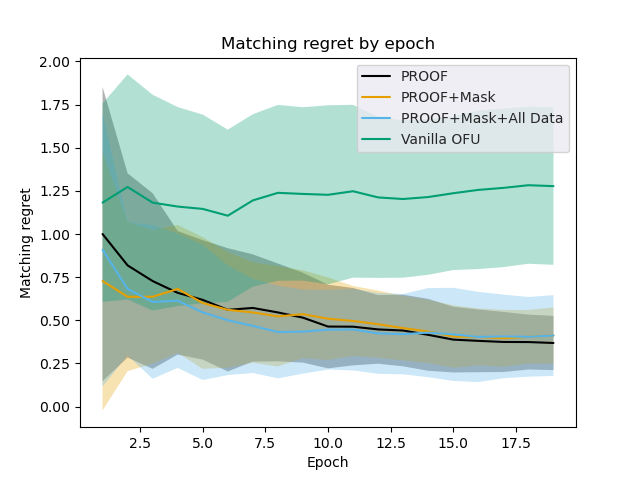 Matching regret by epoch
2.00
1.75
1.50
1.25
1.00
0.75
0.50
0.25
0.00
Matching regret
PROOF
PROOF+Mask
PROOF+Mask+All Data
Vanilla OFU
2.5
5.0
7.5
10.0
12.5
15.0
17.5
Epoch